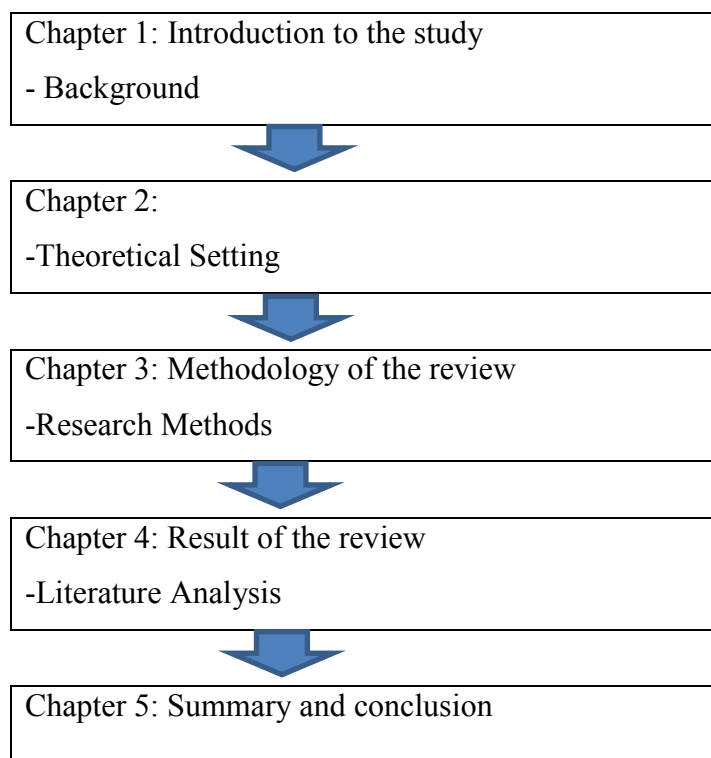 Chapter 1: Introduction to the study
- Background
Chapter 2:
-Theoretical Setting
Chapter 3: Methodology of the review
-Research Methods
Chapter 4: Result of the review
-Literature Analysis
Chapter 5: Summary and conclusion